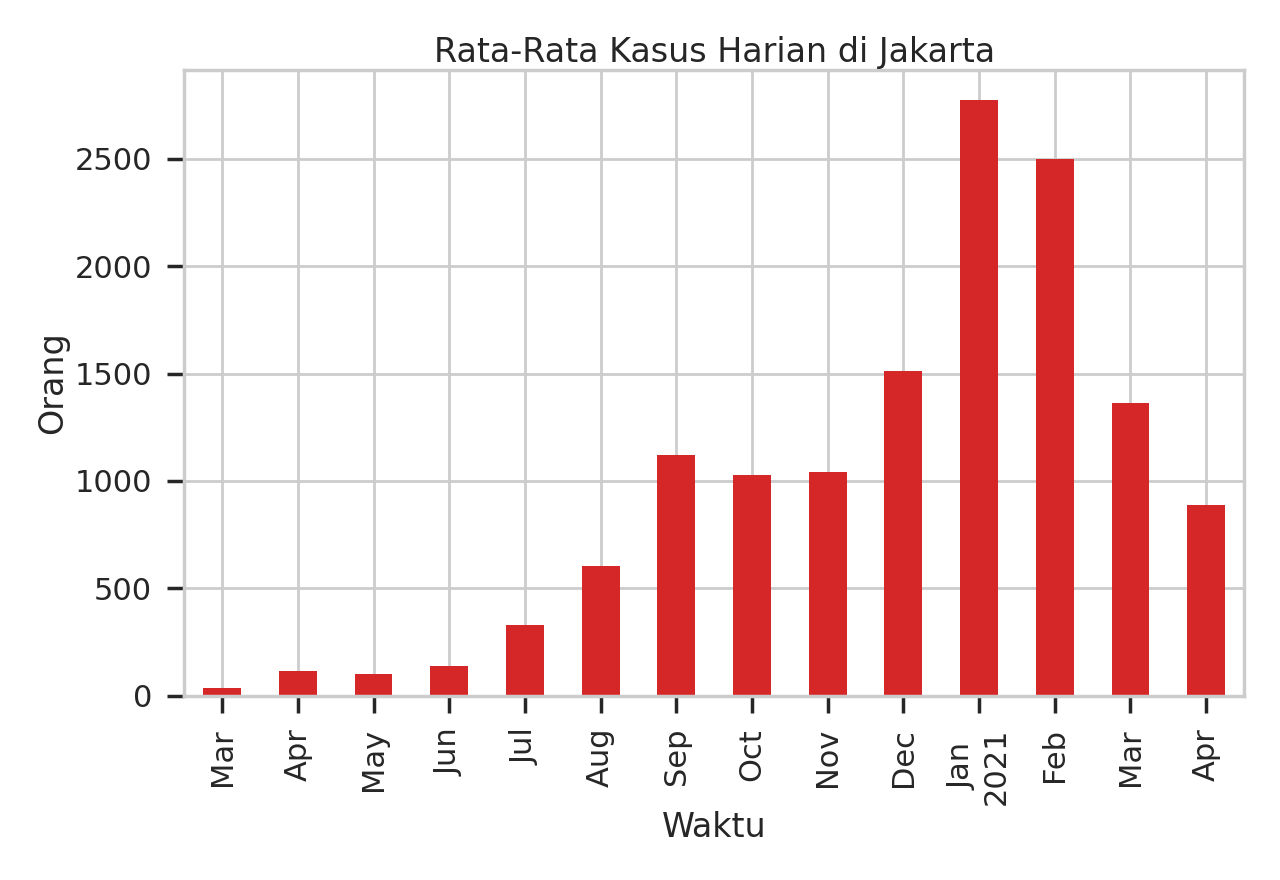 Rata-Rata Kasus Harian di Jakarta
Orang
2500
2000
1500
1000
500
0
Mar
Apr
May
Jun
Jul
Aug
Sep
Oct
Nov
Dec
Jan
2021
Feb
Mar
Apr
Waktu